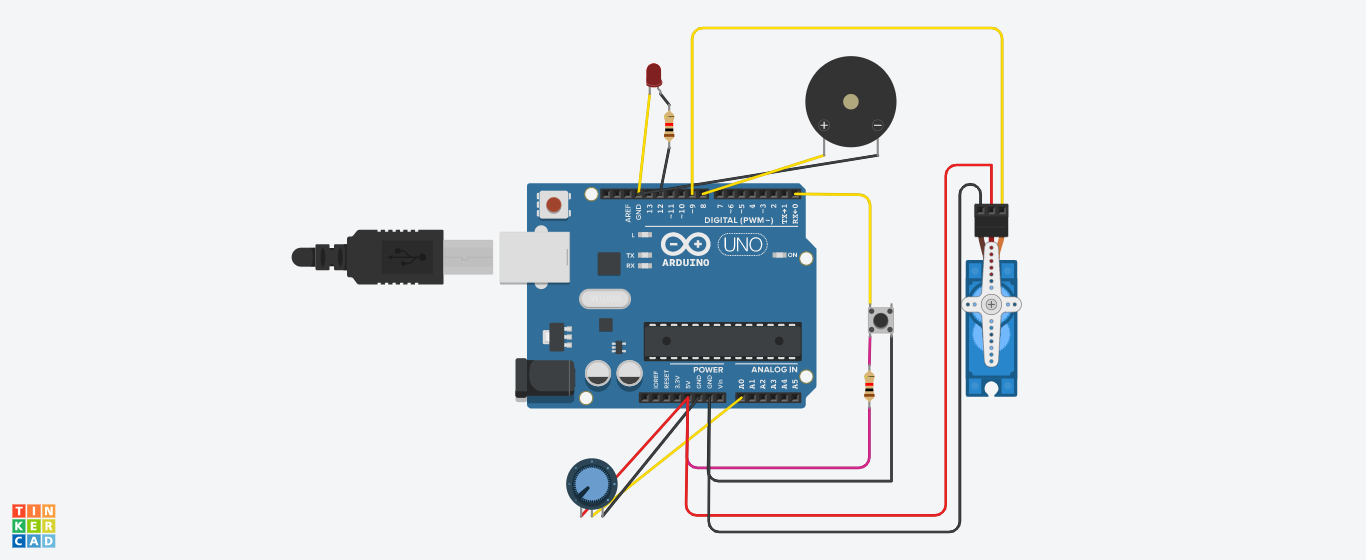 + −
AREF
GND
13
12
~11
~10
~9
8
7
~6
~5
4
~3
2
TX→1
RX←0
DIGITAL (PWM~)
L
TX
RX
UNO
ON
ARDUINO
POWER
ANALOG IN
IOREF
RESET
3.3V
5V
GND
GND
Vin
A0
A1
A2
A3
A4
A5
TIN
KER
CAD